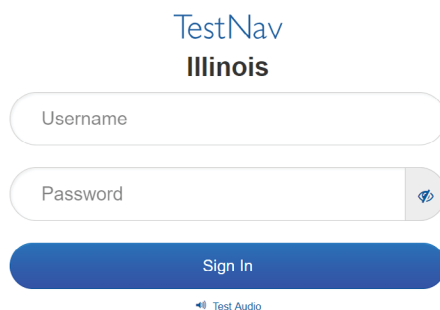 TestNav
Illinois
Username
Password
Sign In
Test Audio